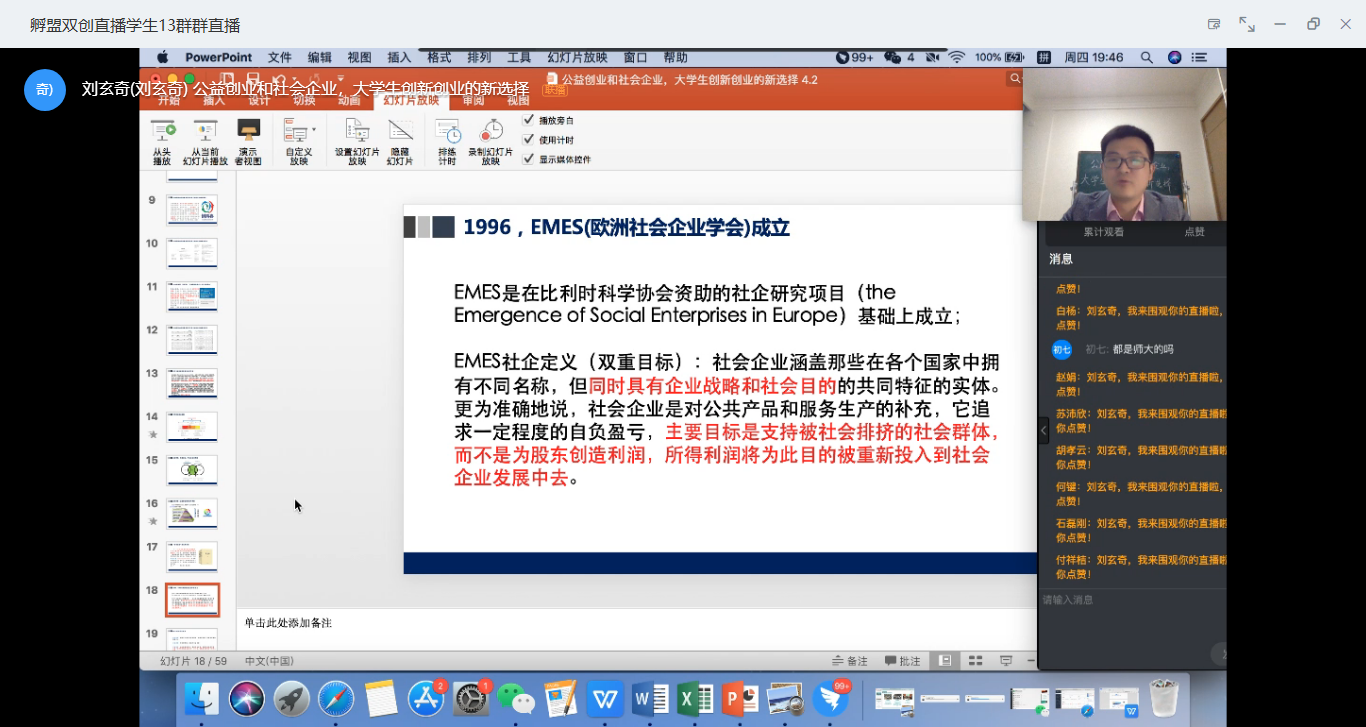 孵盟双创直播学生13群群直播
PowerPoint 文件 编辑 视图 插入 格式 排列 工具 幻灯片放映 窗口 帮助
99+ 4 100% 拼 周四 19:46
奇) 刘玄奇(刘玄奇) 公益创业和社会企业，大学生创新创业的新选择
公益创业和社会企业，大学生创新创业的新选择 4.2
联播
开始 插入 设计 切换 动画 幻灯片放映 审阅 视图
从头播放
从当前幻灯片播放
演示者视图
自定义放映
设置幻灯片放映
隐藏幻灯片
排练计时
录制幻灯片放映
播放旁白
使用计时
显示媒体控件
9
10
11
12
13
14
15
16
17
18
19
1996，EMES(欧洲社会企业学会)成立
EMES是在比利时科学协会资助的社企研究项目（the
Emergence of Social Enterprises in Europe）基础上成立；
EMES社企定义（双重目标）：社会企业涵盖那些在各个国家中拥
有不同名称，但同时具有企业战略和社会目的的共同特征的实体。
更为准确地说，社会企业是对公共产品和服务生产的补充，它追
求一定程度的自负盈亏，主要目标是支持被社会排挤的社会群体，
而不是为股东创造利润，所得利润将为此目的被重新投入到社会
企业发展中去。
累计观看 点赞
消息
点赞！
白杨：刘玄奇，我来围观你的直播啦，
点赞！
初七 初七: 都是师大的吗
赵娟：刘玄奇，我来围观你的直播啦，
点赞！
苏沛欣：刘玄奇，我来围观你的直播啦
你点赞！
胡孝云：刘玄奇，我来围观你的直播啦
你点赞！
何键：刘玄奇，我来围观你的直播啦，
点赞！
石磊刚：刘玄奇，我来围观你的直播啦
你点赞！
付祥桔：刘玄奇，我来围观你的直播啦
你点赞！
请输入消息
单击此处添加备注
幻灯片 18 / 59 中文(中国) 备注 批注
2 1 99+